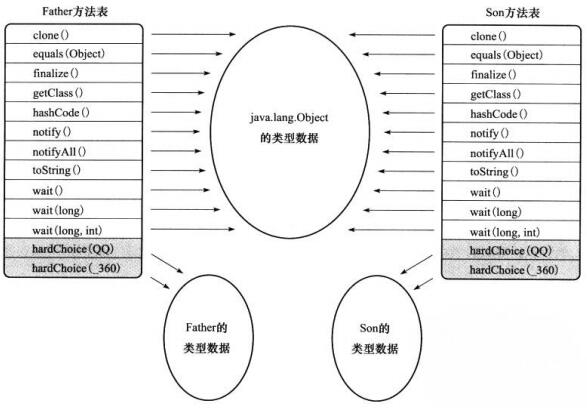 Father方法表
clone()
equals(Object)
finalize()
getClass()
hashCode()
notify()
notifyAll()
toString()
wait()
wait(long)
wait(long, int)
hardChoice(QQ)
hardChoice(_360)
java.lang.Object
的类型数据
Son方法表
clone()
equals(Object)
finalize()
getClass()
hashCode()
notify()
notifyAll()
toString()
wait()
wait(long)
wait(long, int)
hardChoice(QQ)
hardChoice(_360)
Father的
类型数据
Son的
类型数据